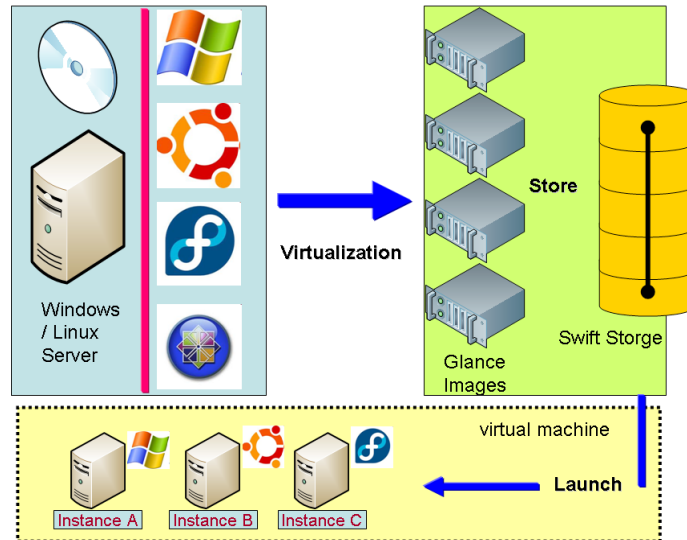 Windows
/ Linux
Server
Virtualization
Store
Glance
Images
Swift Storge
virtual machine
Launch
Instance A
Instance B
Instance C